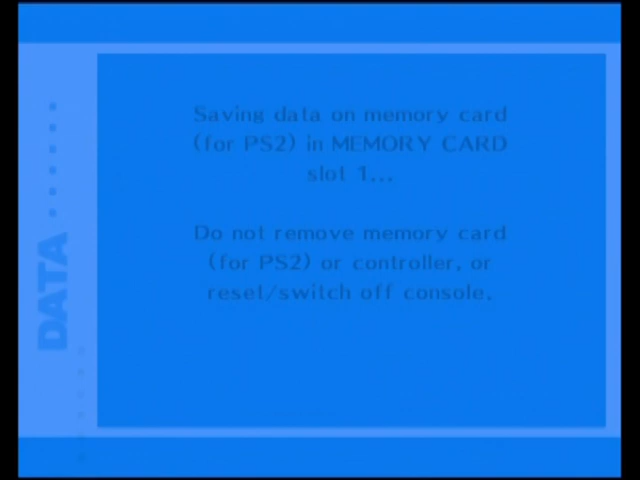 Saving data on memory card
(for PS2) in MEMORY CARD
slot 1...
Do not remove memory card
(for PS2) or controller, or
reset/switch off console.
DATA